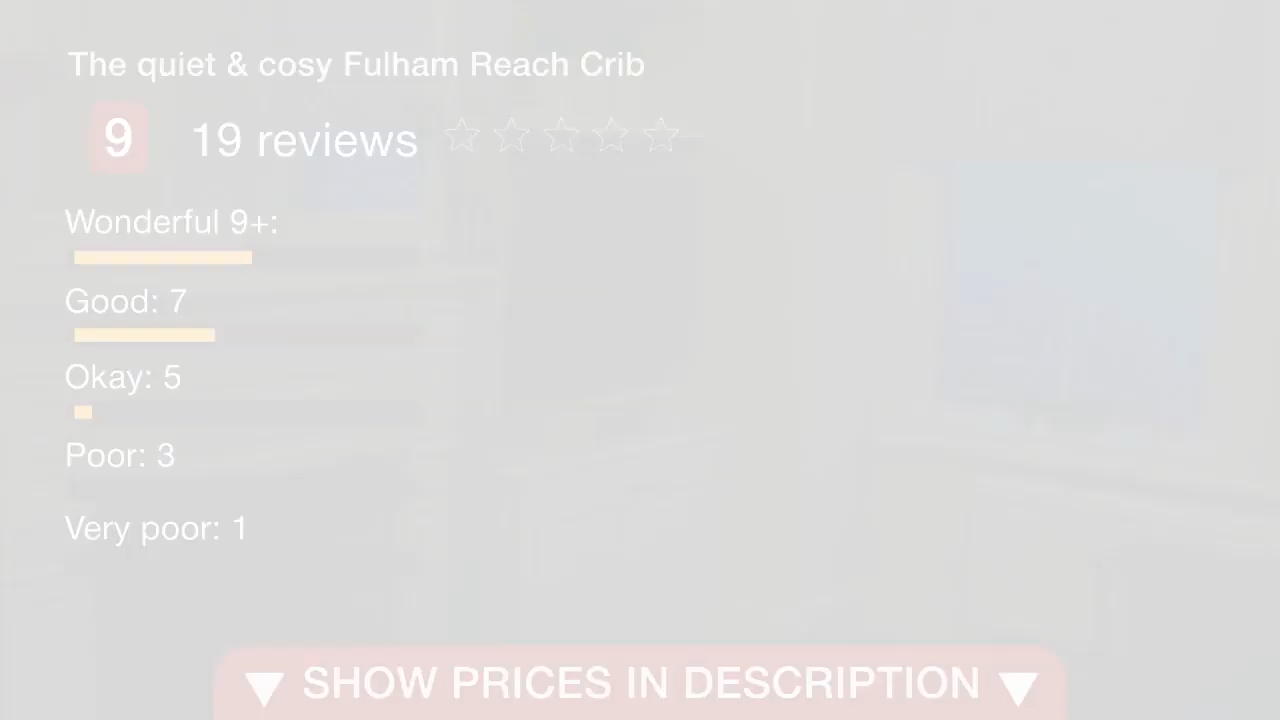 The quiet & cosy Fulham Reach Crib
9 19 reviews
Wonderful 9+:
Good: 7
Okay: 5
Poor: 3
Very poor: 1
▼ SHOW PRICES IN DESCRIPTION ▼